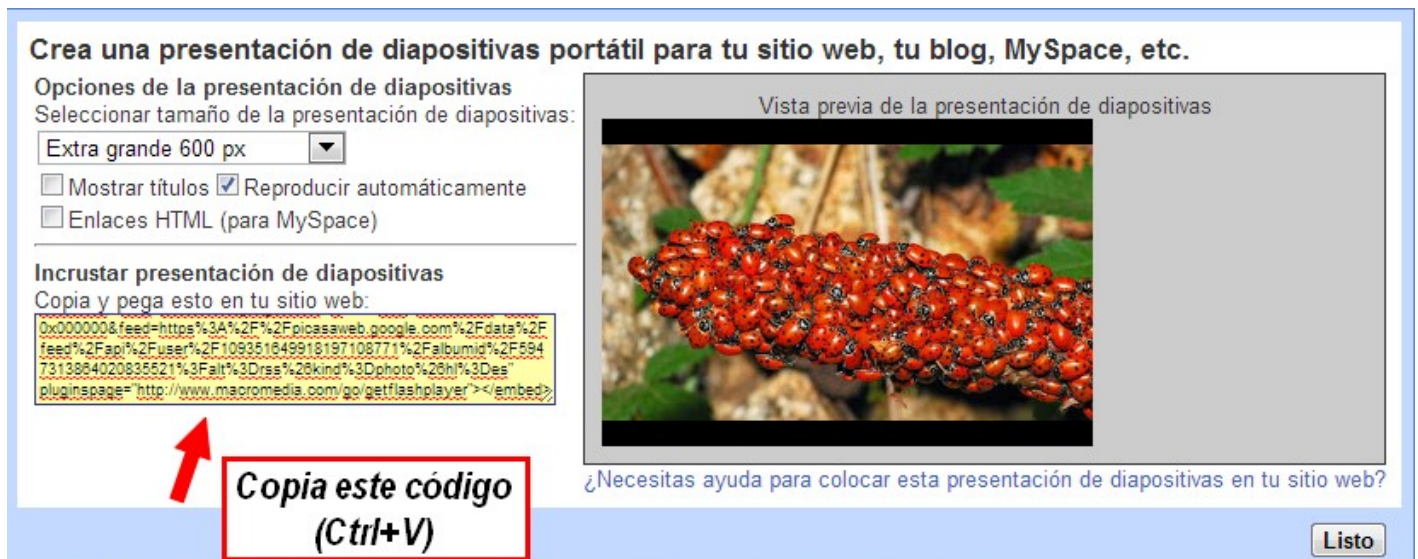 Crea una presentación de diapositivas portátil para tu sitio web, tu blog, MySpace, etc.
Opciones de la presentación de diapositivas
Seleccionar tamaño de la presentación de diapositivas:
Extra grande 600 px
Mostrar títulos Reproducir automáticamente
Enlaces HTML (para MySpace)
Incrustar presentación de diapositivas
Copia y pega esto en tu sitio web:
0x000000&feed=https%3A%2F%2Fpicasaweb.google.com%2Fdata%2F
feed%2Fapi%2Fuser%2F109351649918197108771%2Falbumid%2F594
7313864020835521%3Falt%3Drss%26kind%3Dphoto%26hl%3Des"
pluginspage="http://www.macromedia.com/go/getflashplayer"></embed>
Copia este código
(Ctrl+V)
Vista previa de la presentación de diapositivas
¿Necesitas ayuda para colocar esta presentación de diapositivas en tu sitio web?
Listo